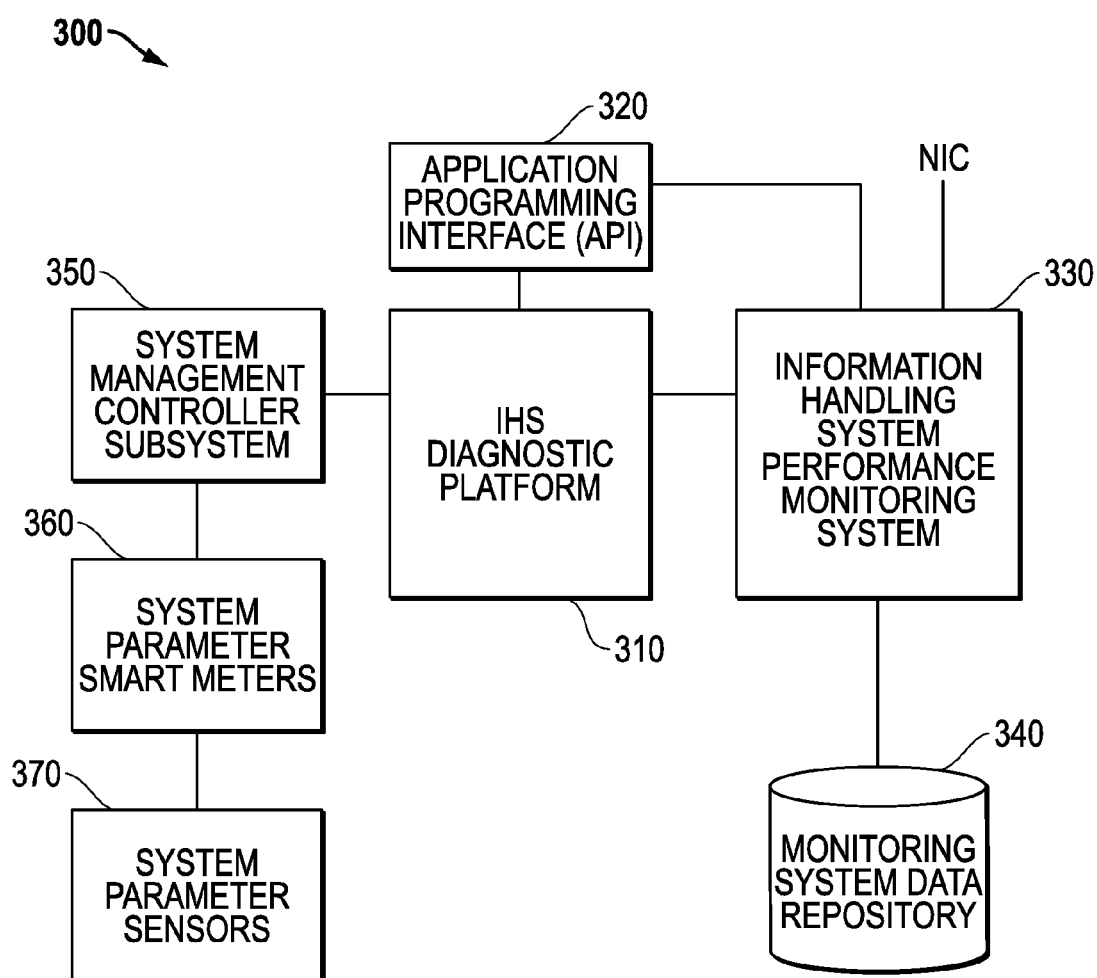 300
320
APPLICATION
PROGRAMMING
INTERFACE (API)
NIC
350
SYSTEM
MANAGEMENT
CONTROLLER
SUBSYSTEM
IHS
DIAGNOSTIC
PLATFORM
310
330
INFORMATION
HANDLING
SYSTEM
PERFORMANCE
MONITORING
SYSTEM
360
SYSTEM
PARAMETER
SMART METERS
370
SYSTEM
PARAMETER
SENSORS
340
MONITORING
SYSTEM DATA
REPOSITORY